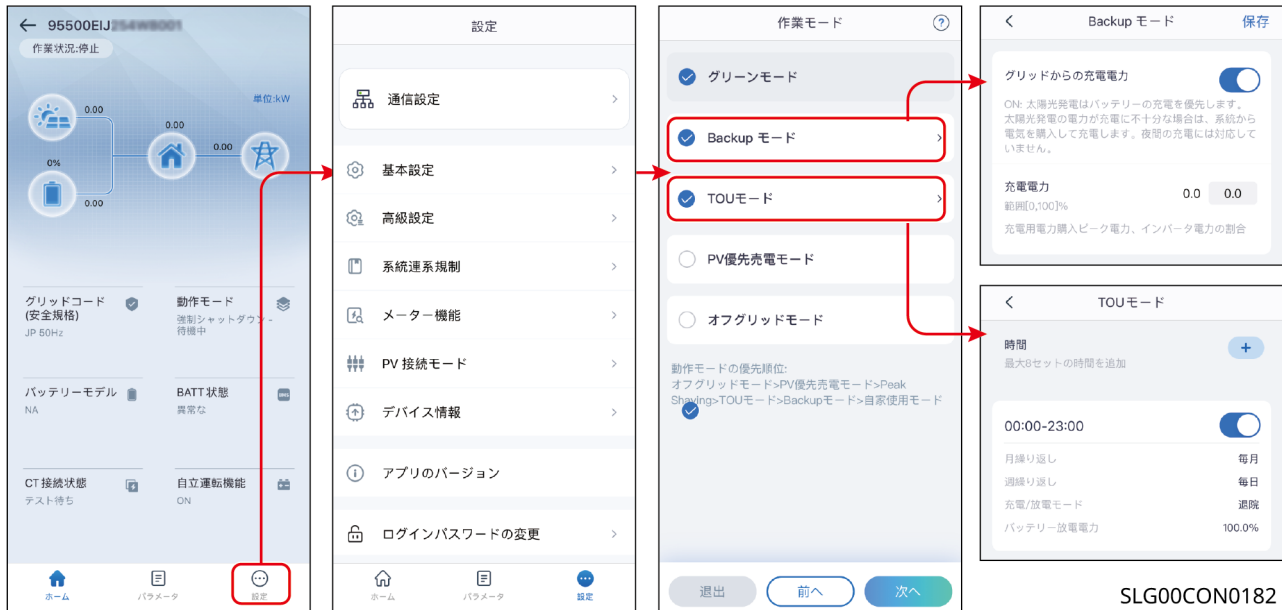 95500EIJ
作業状況:停止
単位:kW
0.00
0.00
0.00
0%
0.00
グリッドコード
(安全規格)
JP 50Hz
動作モード
強制シャットダウン -
待機中
バッテリーモデル
NA
BATT 状態
異常な
CT 接続状態
テスト待ち
自立運転機能
ON
ホーム
パラメータ
設定
設定
通信設定
基本設定
高級設定
系統連系規制
メーター機能
PV 接続モード
デバイス情報
アプリのバージョン
ログインパスワードの変更
ホーム
パラメータ
設定
作業モード
グリーンモード
Backup モード
TOUモード
PV優先売電モード
オフグリッドモード
動作モードの優先順位:
オフグリッドモード>PV優先売電モード>Peak
Shaving>TOUモード>Backupモード>自家使用モード
退出
前へ
次へ
Backup モード
保存
グリッドからの充電電力
ON: 太陽光発電はバッテリーの充電を優先します。
太陽光発電の電力が充電に不十分な場合は、系統から
電気を購入して充電します。夜間の充電には対応して
いません。
充電電力
0.0 0.0
範囲[0,100]%
充電用電力購入ピーク電力、インバータ電力の割合
TOUモード
時間
最大8セットの時間を追加
00:00-23:00
月繰り返し 毎月
週繰り返し 毎日
充電/放電モード 退院
バッテリー放電電力 100.0%
SLG00CON0182